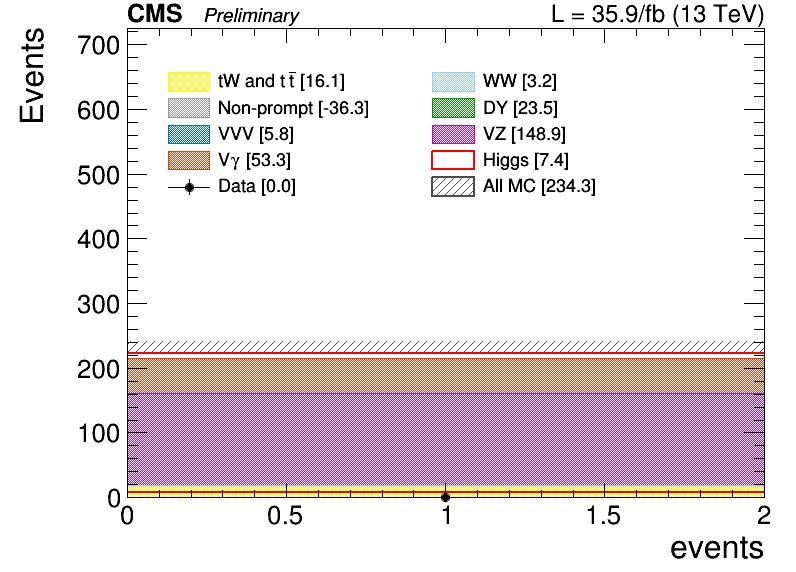 CMS Preliminary L = 35.9/fb (13 TeV)
Events
700
600
500
400
300
200
100
0
tW and t t̅ [16.1]
Non-prompt [-36.3]
VVV [5.8]
Vγ [53.3]
Data [0.0]
WW [3.2]
DY [23.5]
VZ [148.9]
Higgs [7.4]
All MC [234.3]
0 0.5 1 1.5 2
events